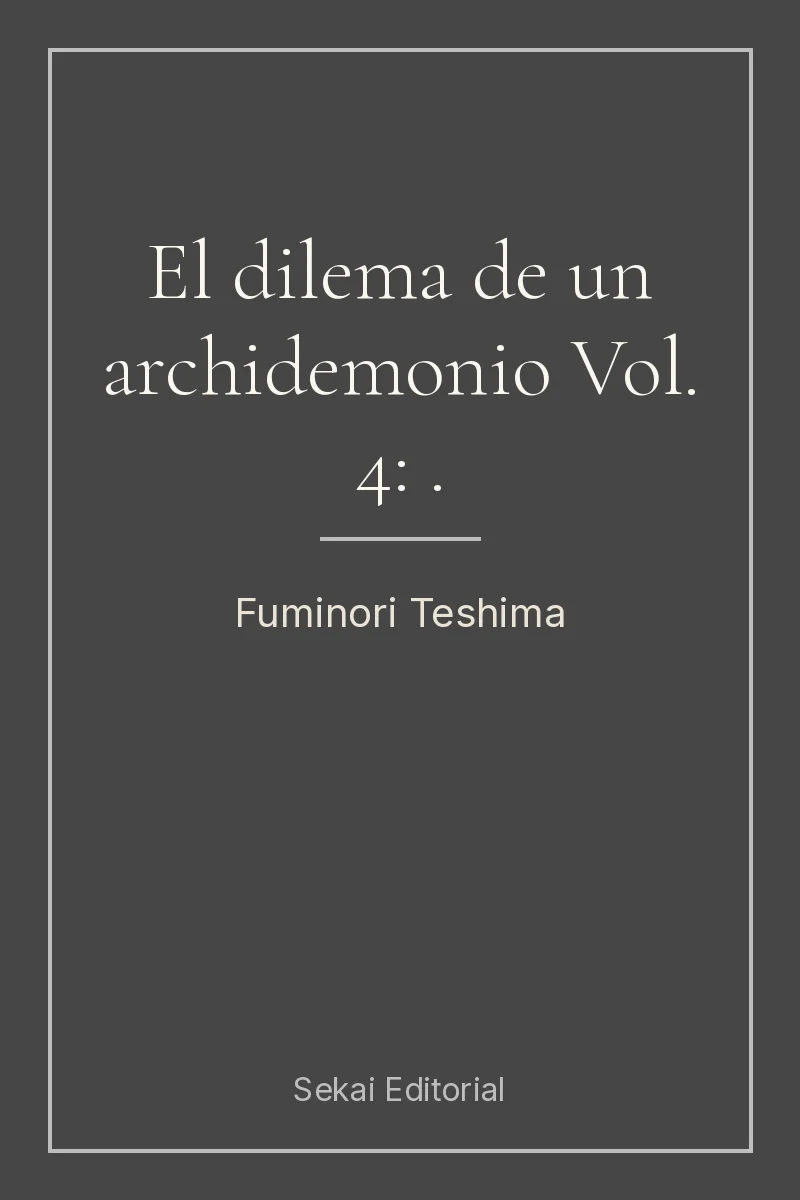 El dilema de un
archidemonio Vol.
4: .
Fuminori Teshima
Sekai Editorial